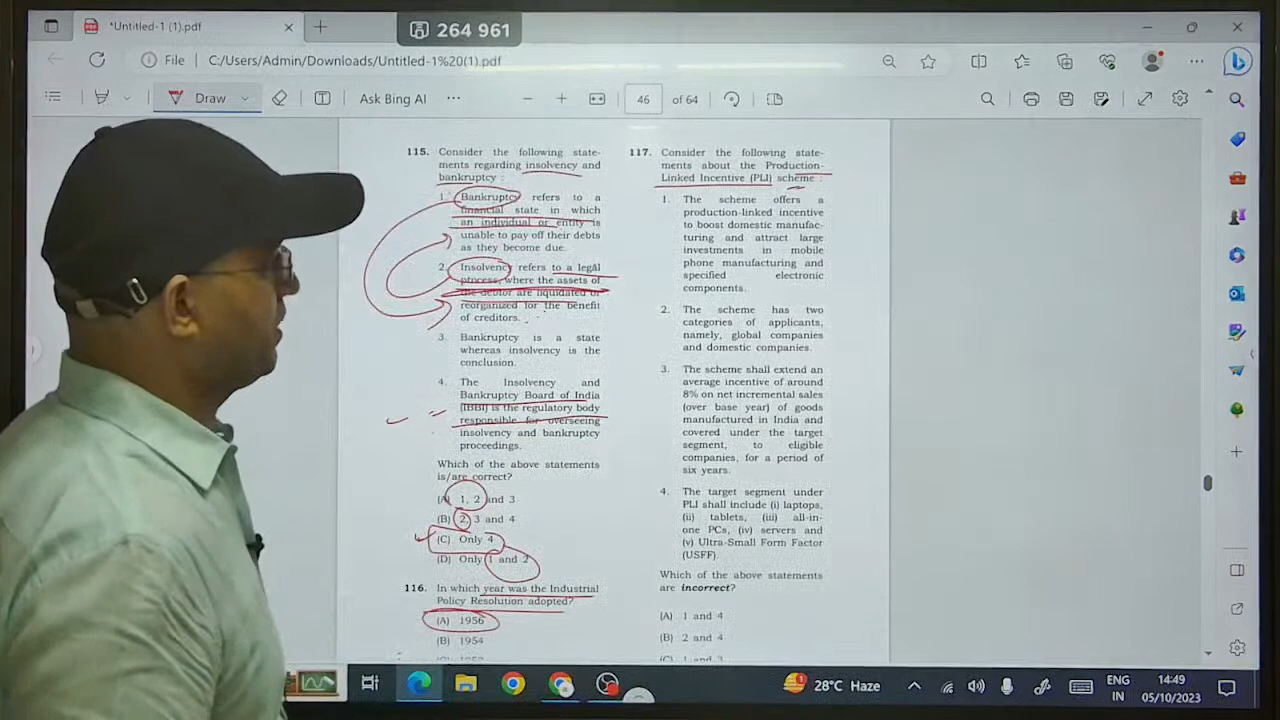 *Untitled-1 (1).pdf
264 961
File C:/Users/Admin/Downloads/Untitled-1%20(1).pdf
Draw
Ask Bing AI
46 of 64
115. Consider the following state-
ments regarding insolvency and
bankruptcy :
1. Bankruptcy refers to a
financial state in which
an individual or entity is
unable to pay off their debts
as they become due.
2. Insolvency refers to a legal
process, where the assets of
the debtor are liquidated or
reorganized for the benefit
of creditors.
3. Bankruptcy is a state
whereas insolvency is the
conclusion.
4. The Insolvency and
Bankruptcy Board of India
(IBBI) is the regulatory body
responsible for overseeing
insolvency and bankruptcy
proceedings.
Which of the above statements
is/are correct?
(A) 1, 2 and 3
(B) 2, 3 and 4
(C) Only 4
(D) Only 1 and 2
116. In which year was the Industrial
Policy Resolution adopted?
(A) 1956
(B) 1954
117. Consider the following state-
ments about the Production-
Linked Incentive (PLI) scheme :
1. The scheme offers a
production-linked incentive
to boost domestic manufac-
turing and attract large
investments in mobile
phone manufacturing and
specified electronic
components.
2. The scheme has two
categories of applicants,
namely, global companies
and domestic companies.
3. The scheme shall extend an
average incentive of around
8% on net incremental sales
(over base year) of goods
manufactured in India and
covered under the target
segment, to eligible
companies, for a period of
six years.
4. The target segment under
PLI shall include (i) laptops,
(ii) tablets, (iii) all-in-
one PCs, (iv) servers and
(v) Ultra-Small Form Factor
(USFF).
Which of the above statements
are incorrect?
(A) 1 and 4
(B) 2 and 4
(C) 1 and 3
28°C Haze
ENG
IN
14:49
05/10/2023